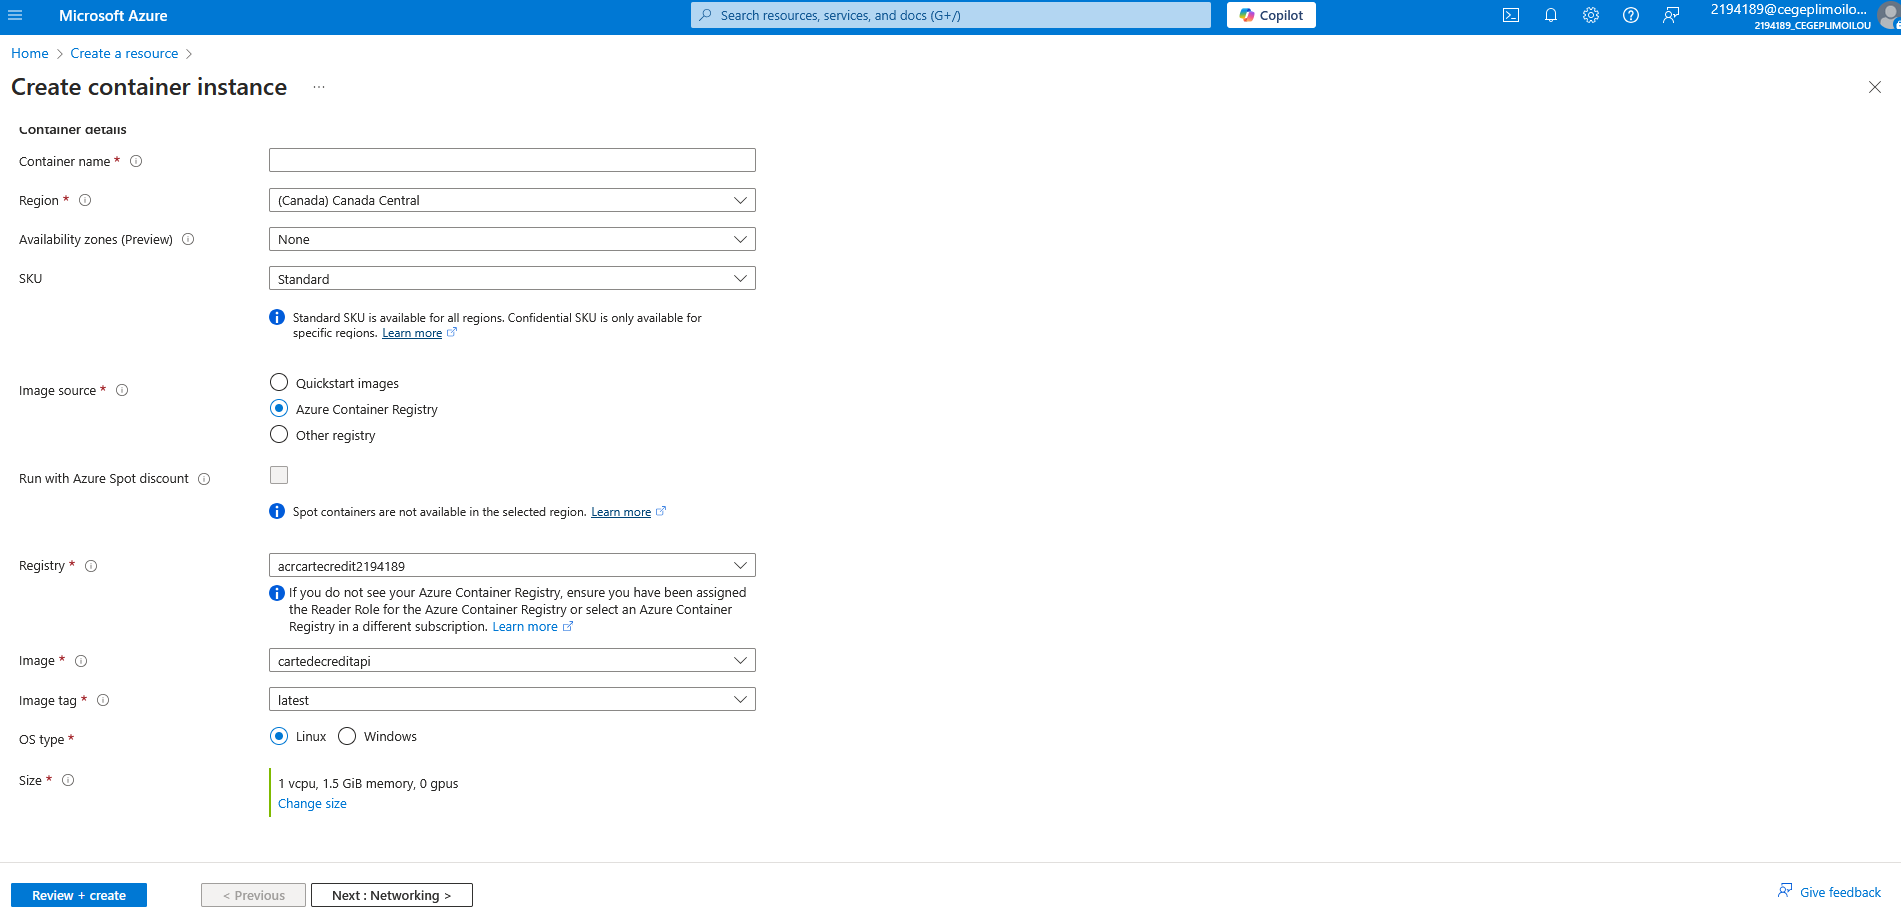 Microsoft Azure
Search resources, services, and docs (G+/)
Copilot
2194189@cegeplimoilo...
2194189_CEGEPLIMOILOU
Home > Create a resource >
Create container instance ...
Container details
Container name *
Region *
(Canada) Canada Central
Availability zones (Preview)
None
SKU
Standard
Standard SKU is available for all regions. Confidential SKU is only available for
specific regions. Learn more
Image source *
Quickstart images
Azure Container Registry
Other registry
Run with Azure Spot discount
Spot containers are not available in the selected region. Learn more
Registry *
acrcartecredit2194189
If you do not see your Azure Container Registry, ensure you have been assigned
the Reader Role for the Azure Container Registry or select an Azure Container
Registry in a different subscription. Learn more
Image *
cartedecreditapi
Image tag *
latest
OS type *
Linux
Windows
Size *
1 vcpu, 1.5 GiB memory, 0 gpus
Change size
Review + create
< Previous
Next : Networking >
Give feedback